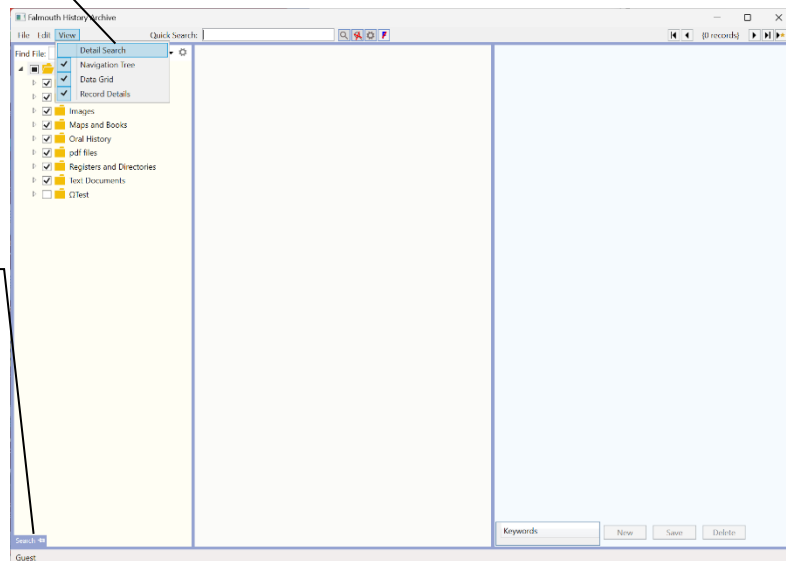 Falmouth History Archive
File Edit View Quick Search: (0 records)
Find File:
Detail Search
Navigation Tree
Data Grid
Record Details
Images
Maps and Books
Oral History
pdf files
Registers and Directories
Text Documents
ΩTest
Keywords New Save Delete
Search
Guest